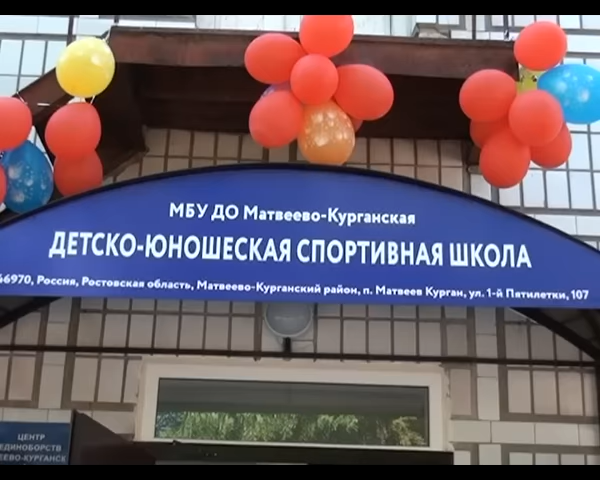 МБУ ДО Матвеево-Курганская
ДЕТСКО-ЮНОШЕСКАЯ СПОРТИВНАЯ ШКОЛА
Россия, Ростовская область, Матвеево-Курганский район, п. Матвеев Курган, ул. 1-й Пятилетки, 107
ЦЕНТР